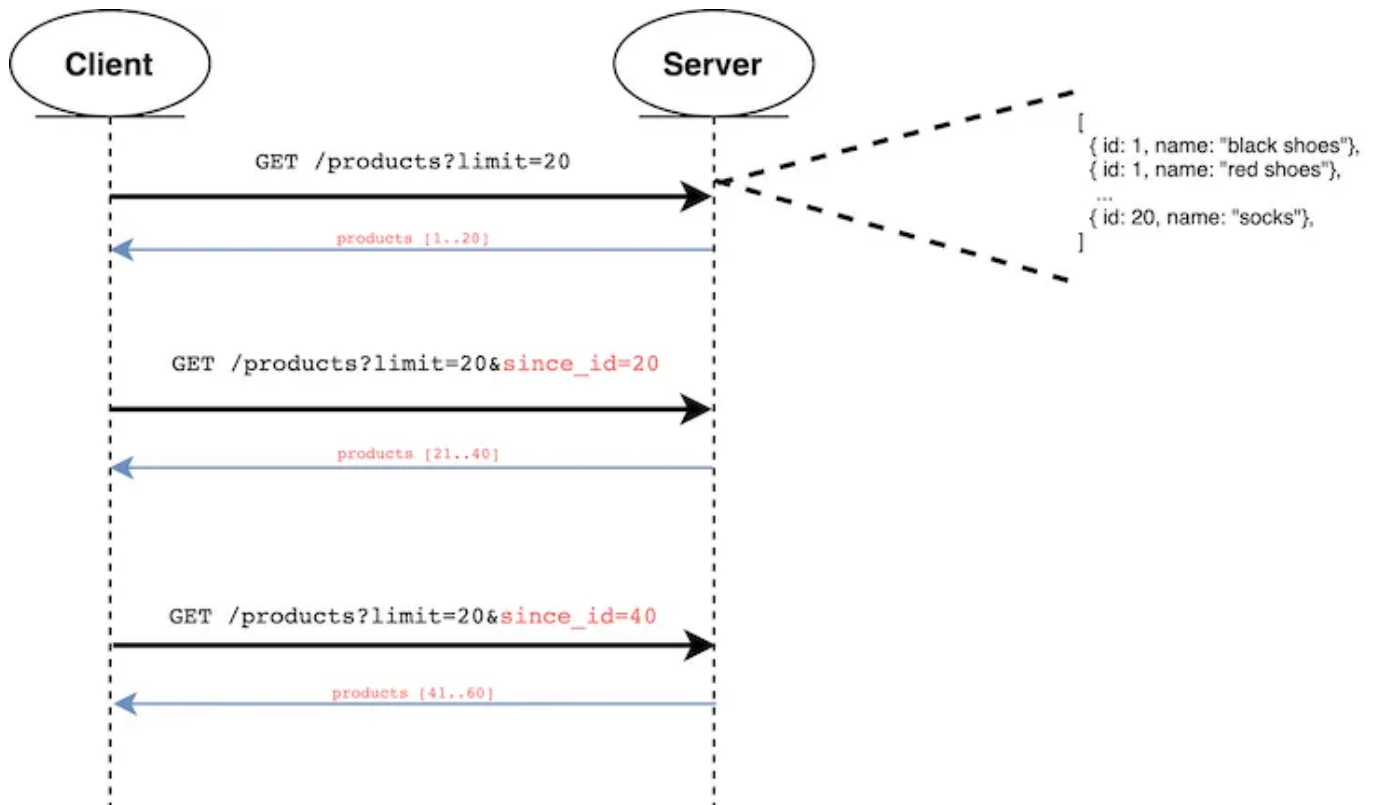 Client
Server
GET /products?limit=20
products [1..20]
[
{ id: 1, name: "black shoes"},
{ id: 1, name: "red shoes"},
...
{ id: 20, name: "socks"},
]
GET /products?limit=20&since_id=20
products [21..40]
GET /products?limit=20&since_id=40
products [41..60]